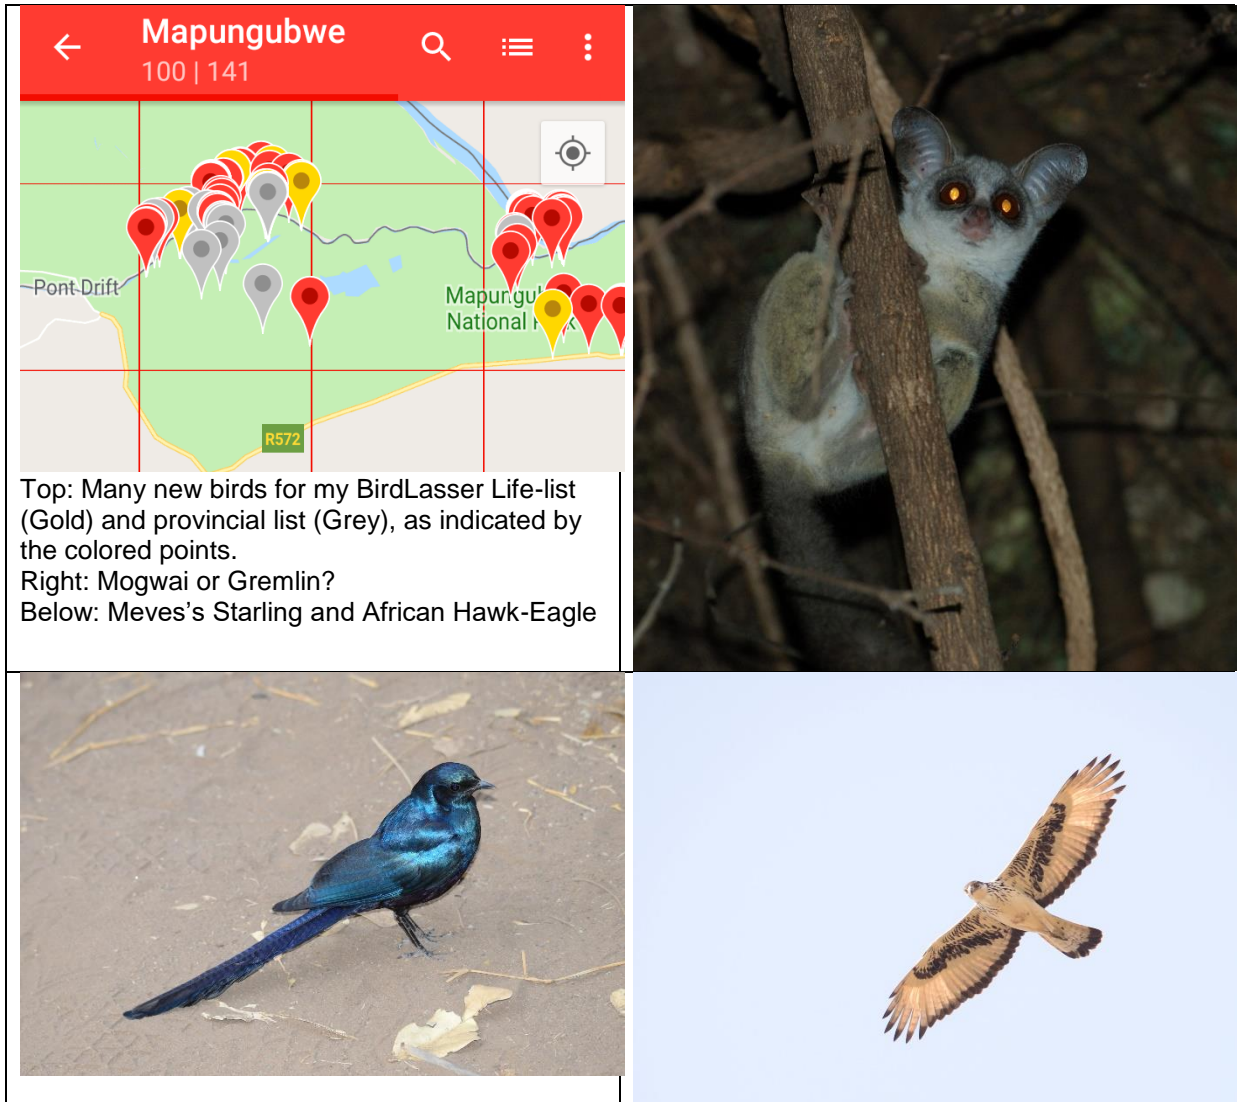 Mapungubwe
100 | 141
Pont Drift
National
R572
Top: Many new birds for my BirdLasser Life-list
(Gold) and provincial list (Grey), as indicated by
the colored points.
Right: Mogwai or Gremlin?
Below: Meves’s Starling and African Hawk-Eagle